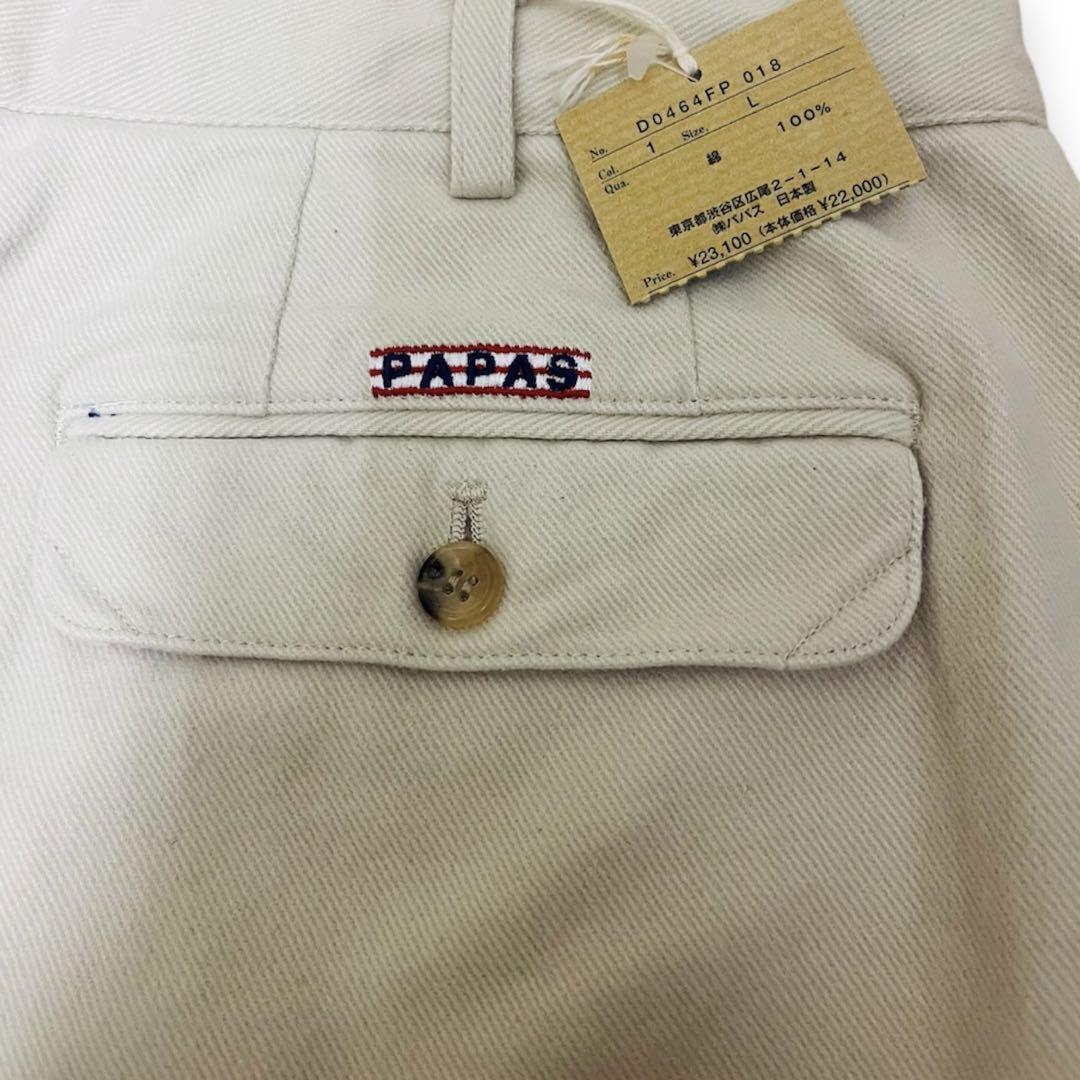 No. D0464FP 018
Col. 1 Size. L
Qua. 綿 100%
東京都渋谷区広尾2-1-14
㈱パパス 日本製
Price. ¥23,100 (本体価格 ¥22,000)
PAPAS